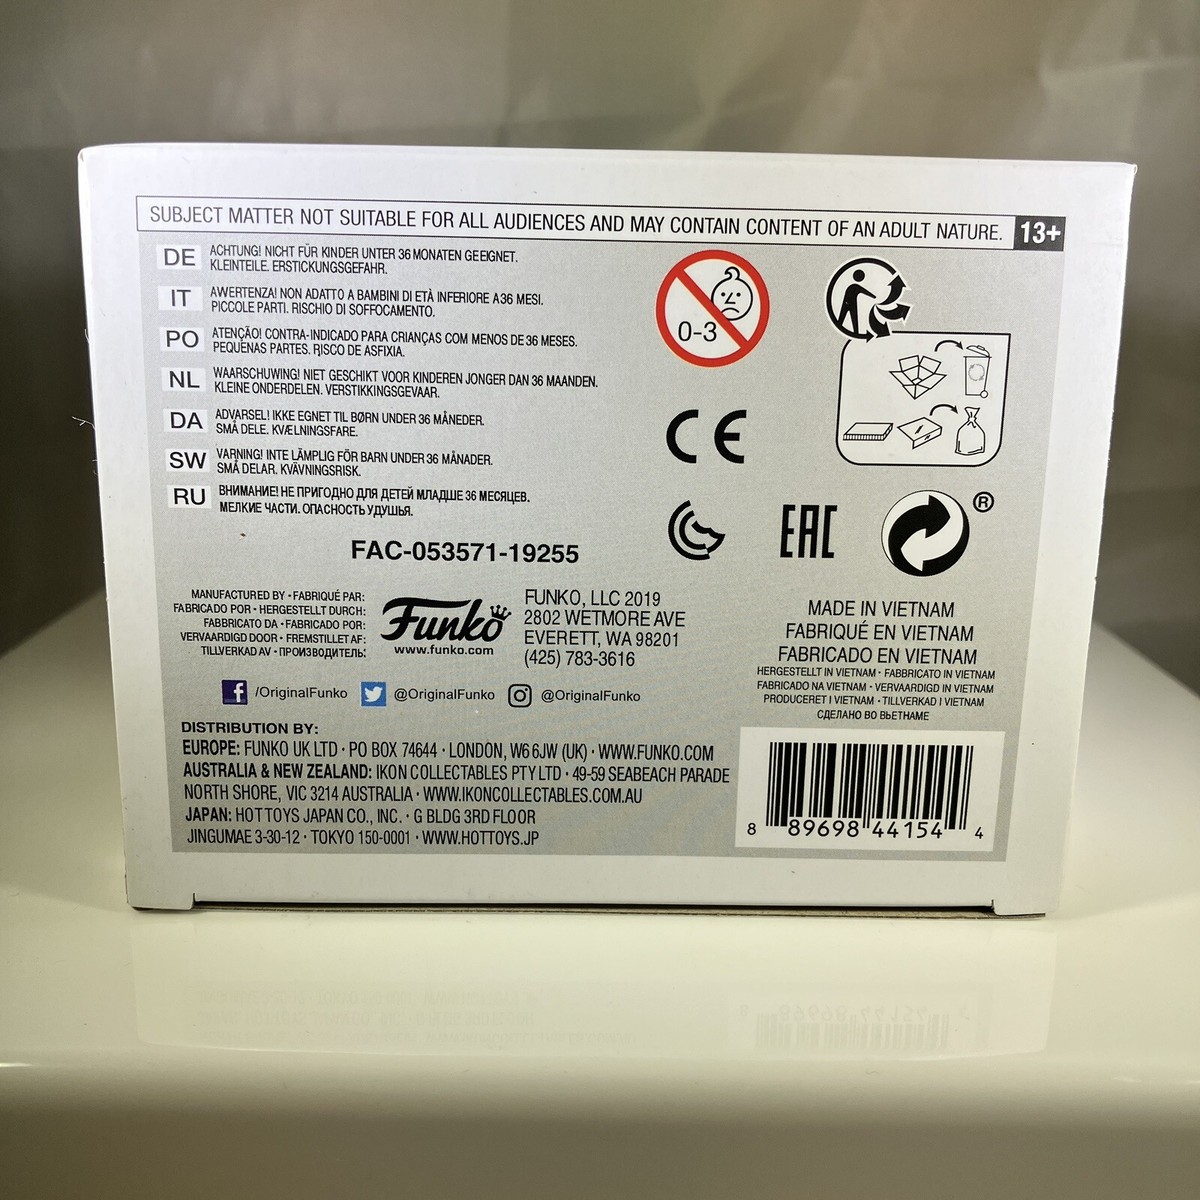 SUBJECT MATTER NOT SUITABLE FOR ALL AUDIENCES AND MAY CONTAIN CONTENT OF AN ADULT NATURE. 13+
DE ACHTUNG! NICHT FÜR KINDER UNTER 36 MONATEN GEEIGNET.
KLEINTEILE. ERSTICKUNGSGEFAHR.
IT AWERTENZA! NON ADATTO A BAMBINI DI ETÀ INFERIORE A 36 MESI.
PICCOLE PARTI. RISCHIO DI SOFFOCAMENTO.
PO ATENÇÃO! CONTRA-INDICADO PARA CRIANÇAS COM MENOS DE 36 MESES.
PEQUENAS PARTES. RISCO DE ASFIXIA.
NL WAARSCHUWING! NIET GESCHIKT VOOR KINDEREN JONGER DAN 36 MAANDEN.
KLEINE ONDERDELEN. VERSTIKKINGSGEVAAR.
DA ADVARSEL! IKKE EGNET TIL BØRN UNDER 36 MÅNEDER.
SMÅ DELE. KVÆLNINGSFARE.
SW VARNING! INTE LÄMPLIG FÖR BARN UNDER 36 MÅNADER.
SMÅ DELAR. KVÄVNINGSRISK.
RU ВНИМАНИЕ! НЕ ПРИГОДНО ДЛЯ ДЕТЕЙ МЛАДШЕ 36 МЕСЯЦЕВ.
МЕЛКИЕ ЧАСТИ. ОПАСНОСТЬ УДУШЬЯ.
0-3
CE
EAC
®
FAC-053571-19255
MANUFACTURED BY • FABRIQUÉ PAR:
FABRICADO POR • HERGESTELLT DURCH:
FABBRICATO DA • FABRICADO POR:
VERVAARDIGD DOOR • FREMSTILLET AF:
TILLVERKAD AV • ПРОИЗВОДИТЕЛЬ:
Funko
www.funko.com
FUNKO, LLC 2019
2802 WETMORE AVE
EVERETT, WA 98201
(425) 783-3616
/OriginalFunko @OriginalFunko @OriginalFunko
MADE IN VIETNAM
FABRIQUÉ EN VIETNAM
FABRICADO EN VIETNAM
HERGESTELLT IN VIETNAM • FABBRICATO IN VIETNAM
FABRICADO NA VIETNAM • VERVAARDIGD IN VIETNAM
PRODUCERET I VIETNAM • TILLVERKAD I VIETNAM
СДЕЛАНО ВО ВЬЕТНАМЕ
DISTRIBUTION BY:
EUROPE: FUNKO UK LTD • PO BOX 74644 • LONDON, W6 6JW (UK) • WWW.FUNKO.COM
AUSTRALIA & NEW ZEALAND: IKON COLLECTABLES PTY LTD • 49-59 SEABEACH PARADE
NORTH SHORE, VIC 3214 AUSTRALIA • WWW.IKONCOLLECTABLES.COM.AU
JAPAN: HOT TOYS JAPAN CO., INC. • G BLDG 3RD FLOOR
JINGUMAE 3-30-12 • TOKYO 150-0001 • WWW.HOTTOYS.JP
8 89698 44154 4